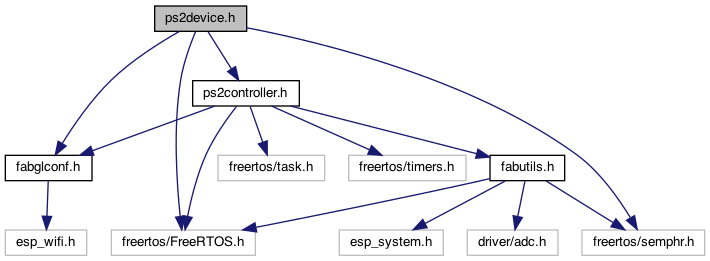 ps2device.h
ps2controller.h
fabglconf.h
freertos/task.h
freertos/timers.h
fabutils.h
esp_wifi.h
freertos/FreeRTOS.h
esp_system.h
driver/adc.h
freertos/semphr.h